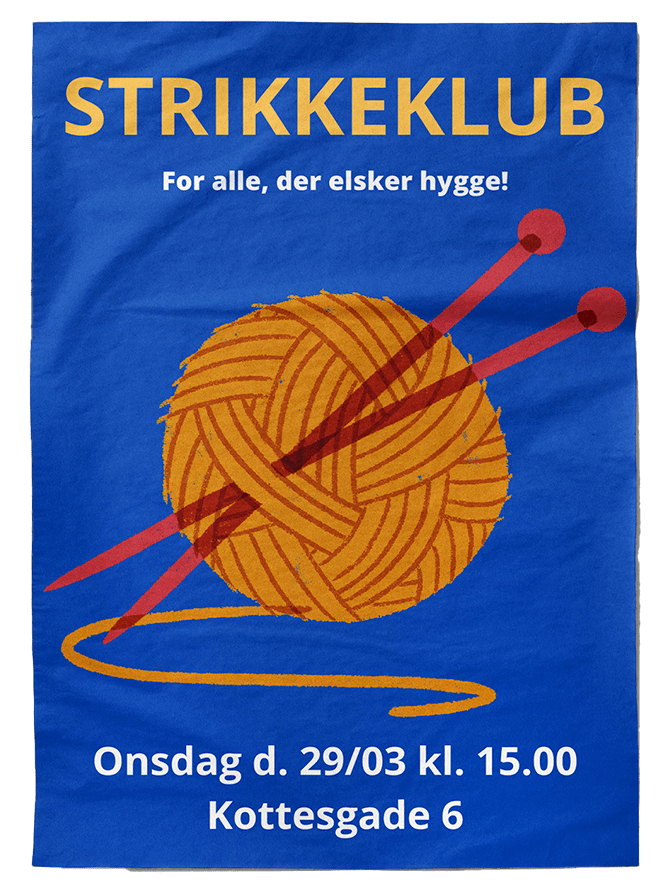 STRIKKEKLUB
For alle, der elsker hygge!
Onsdag d. 29/03 kl. 15.00
Kottesgade 6